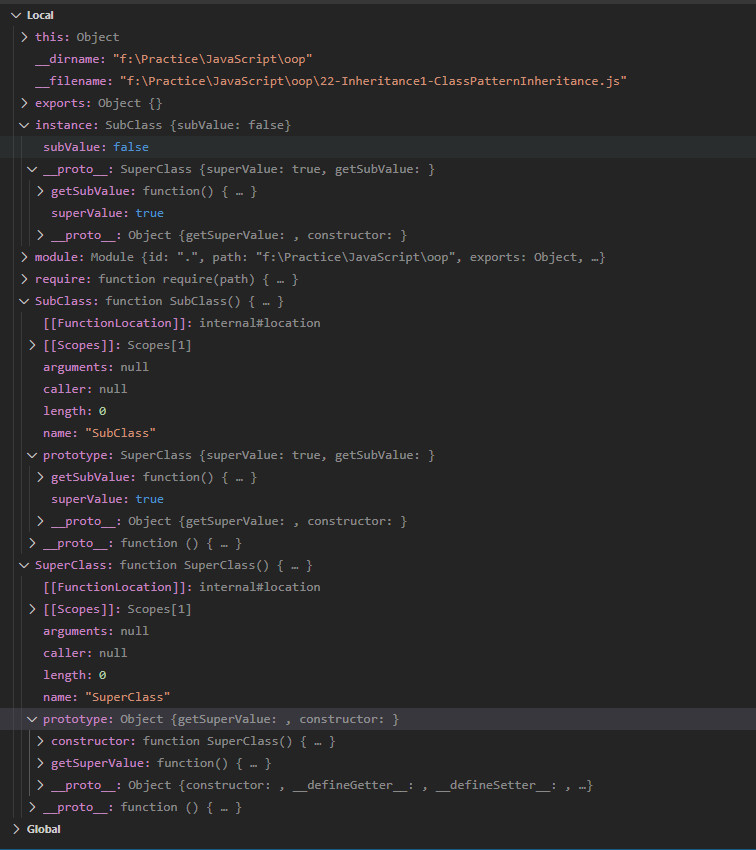 Local
this: Object
__dirname: "f:\Practice\JavaScript\oop"
__filename: "f:\Practice\JavaScript\oop\22-Inheritance1-ClassPatternInheritance.js"
exports: Object {}
instance: SubClass {subValue: false}
subValue: false
__proto__: SuperClass {superValue: true, getSubValue: }
getSubValue: function() { … }
superValue: true
__proto__: Object {getSuperValue: , constructor: }
module: Module {id: ".", path: "f:\Practice\JavaScript\oop", exports: Object, …}
require: function require(path) { … }
SubClass: function SubClass() { … }
[[FunctionLocation]]: internal#location
[[Scopes]]: Scopes[1]
arguments: null
caller: null
length: 0
name: "SubClass"
prototype: SuperClass {superValue: true, getSubValue: }
getSubValue: function() { … }
superValue: true
__proto__: Object {getSuperValue: , constructor: }
__proto__: function () { … }
SuperClass: function SuperClass() { … }
[[FunctionLocation]]: internal#location
[[Scopes]]: Scopes[1]
arguments: null
caller: null
length: 0
name: "SuperClass"
prototype: Object {getSuperValue: , constructor: }
constructor: function SuperClass() { … }
getSuperValue: function() { … }
__proto__: Object {constructor: , __defineGetter__: , __defineSetter__: , …}
__proto__: function () { … }
Global